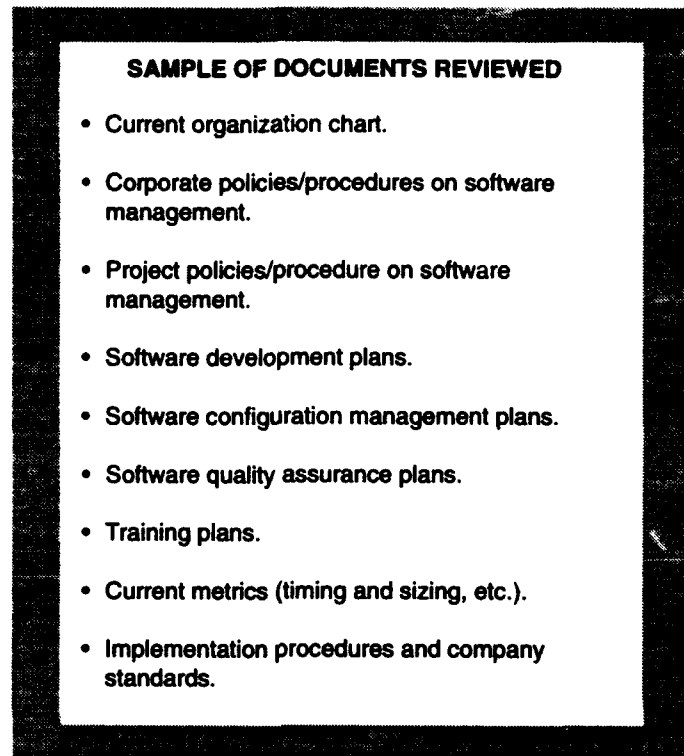 SAMPLE OF DOCUMENTS REVIEWED
• Current organization chart.
• Corporate policies/procedures on software
management.
• Project policies/procedure on software
management.
• Software development plans.
• Software configuration management plans.
• Software quality assurance plans.
• Training plans.
• Current metrics (timing and sizing, etc.).
• Implementation procedures and company
standards.